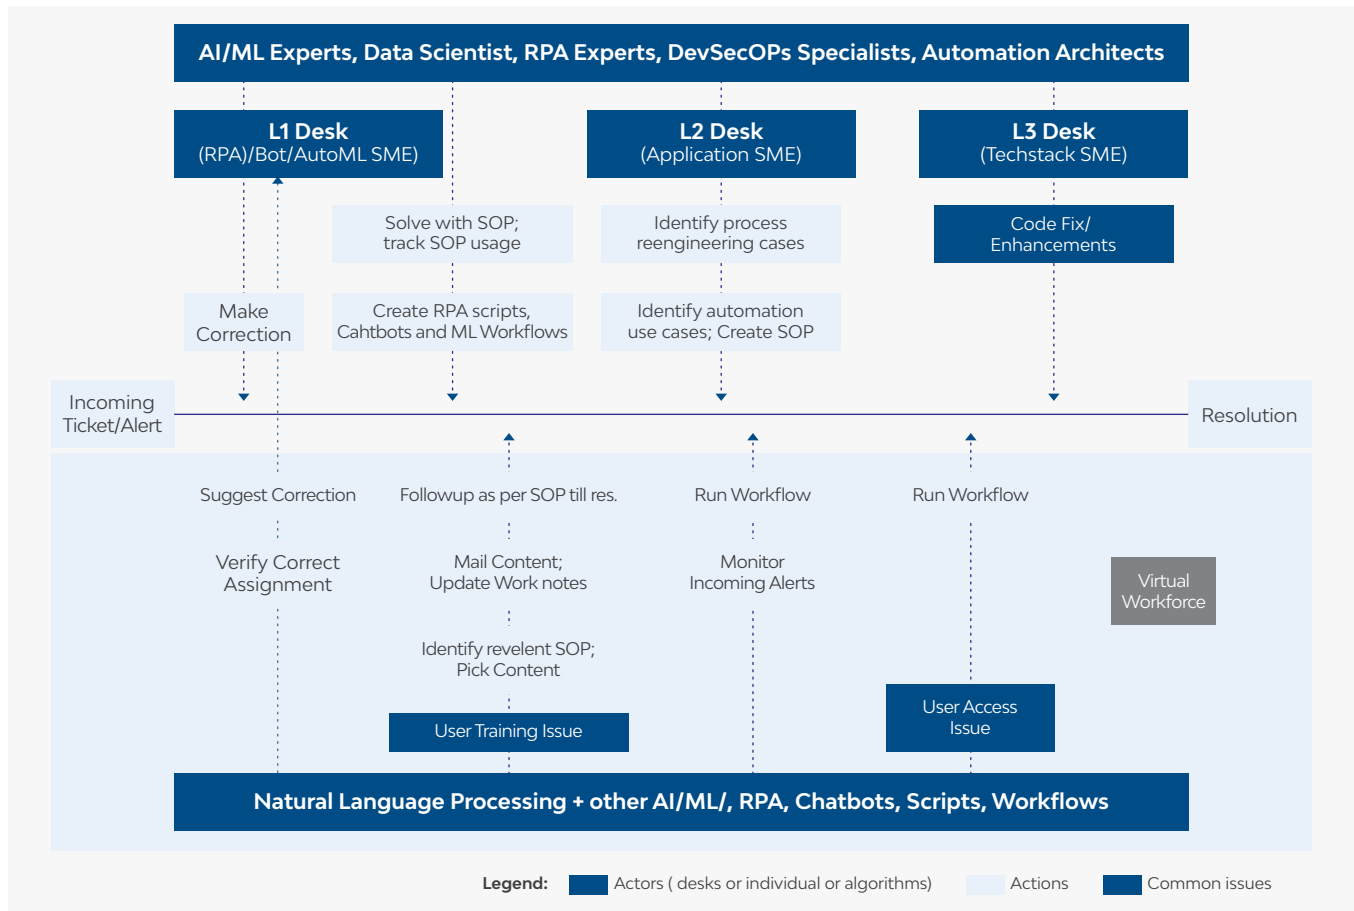 AI/ML Experts, Data Scientist, RPA Experts, DevSecOPs Specialists, Automation Architects
L1 Desk
(RPA)/Bot/AutoML SME)
L2 Desk
(Application SME)
L3 Desk
(Techstack SME)
Solve with SOP;
track SOP usage
Identify process
reengineering cases
Code Fix/
Enhancements
Make
Correction
Create RPA scripts,
Cahtbots and ML Workflows
Identify automation
use cases; Create SOP
Incoming
Ticket/Alert
Resolution
Suggest Correction
Followup as per SOP till res.
Run Workflow
Run Workflow
Verify Correct
Assignment
Mail Content;
Update Work notes
Monitor
Incoming Alerts
Virtual
Workforce
Identify revelent SOP;
Pick Content
User Training Issue
User Access
Issue
Natural Language Processing + other AI/ML/, RPA, Chatbots, Scripts, Workflows
Legend:
Actors ( desks or individual or algorithms)
Actions
Common issues